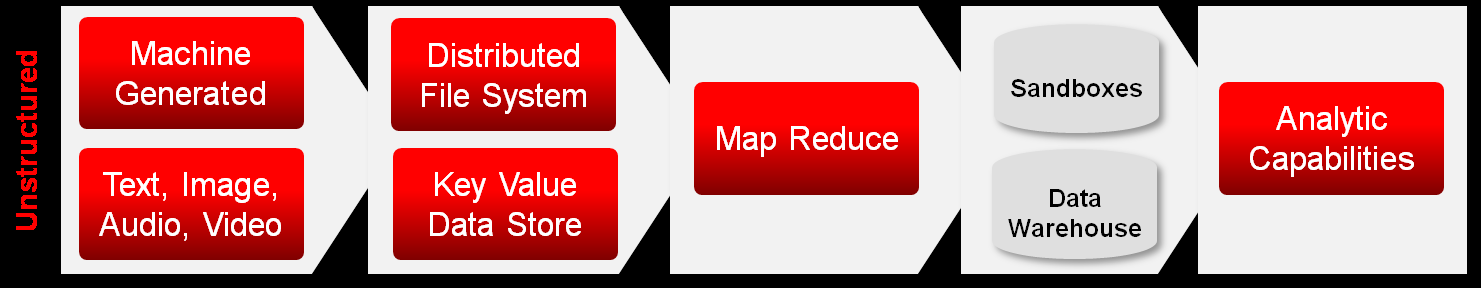 Unstructured
Machine
Generated
Text, Image,
Audio, Video
Distributed
File System
Key Value
Data Store
Map Reduce
Sandboxes
Data
Warehouse
Analytic
Capabilities